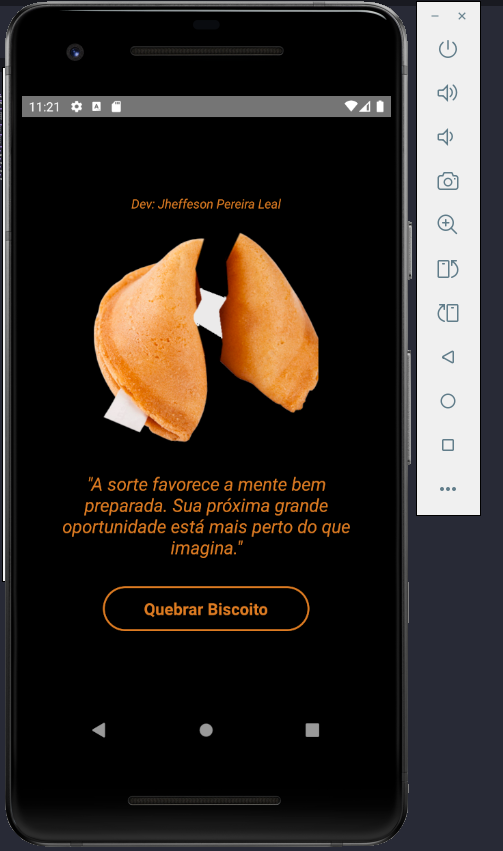 11:21
Dev: Jheffeson Pereira Leal
"A sorte favorece a mente bem
preparada. Sua próxima grande
oportunidade está mais perto do que
imagina."
Quebrar Biscoito